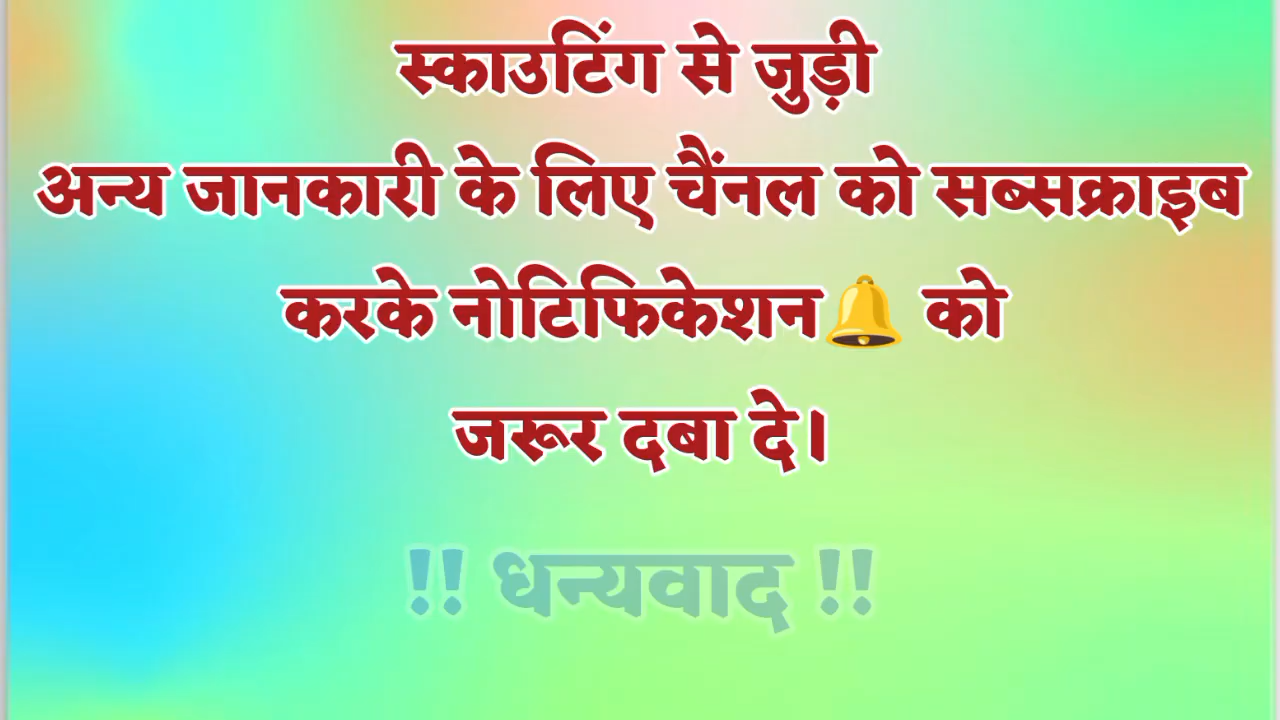 स्काउटिंग से जुड़ी
अन्य जानकारी के लिए चैंनल को सब्सक्राइब
करके नोटिफिकेशन🔔 को
जरूर दबा दे।
!! धन्यवाद !!